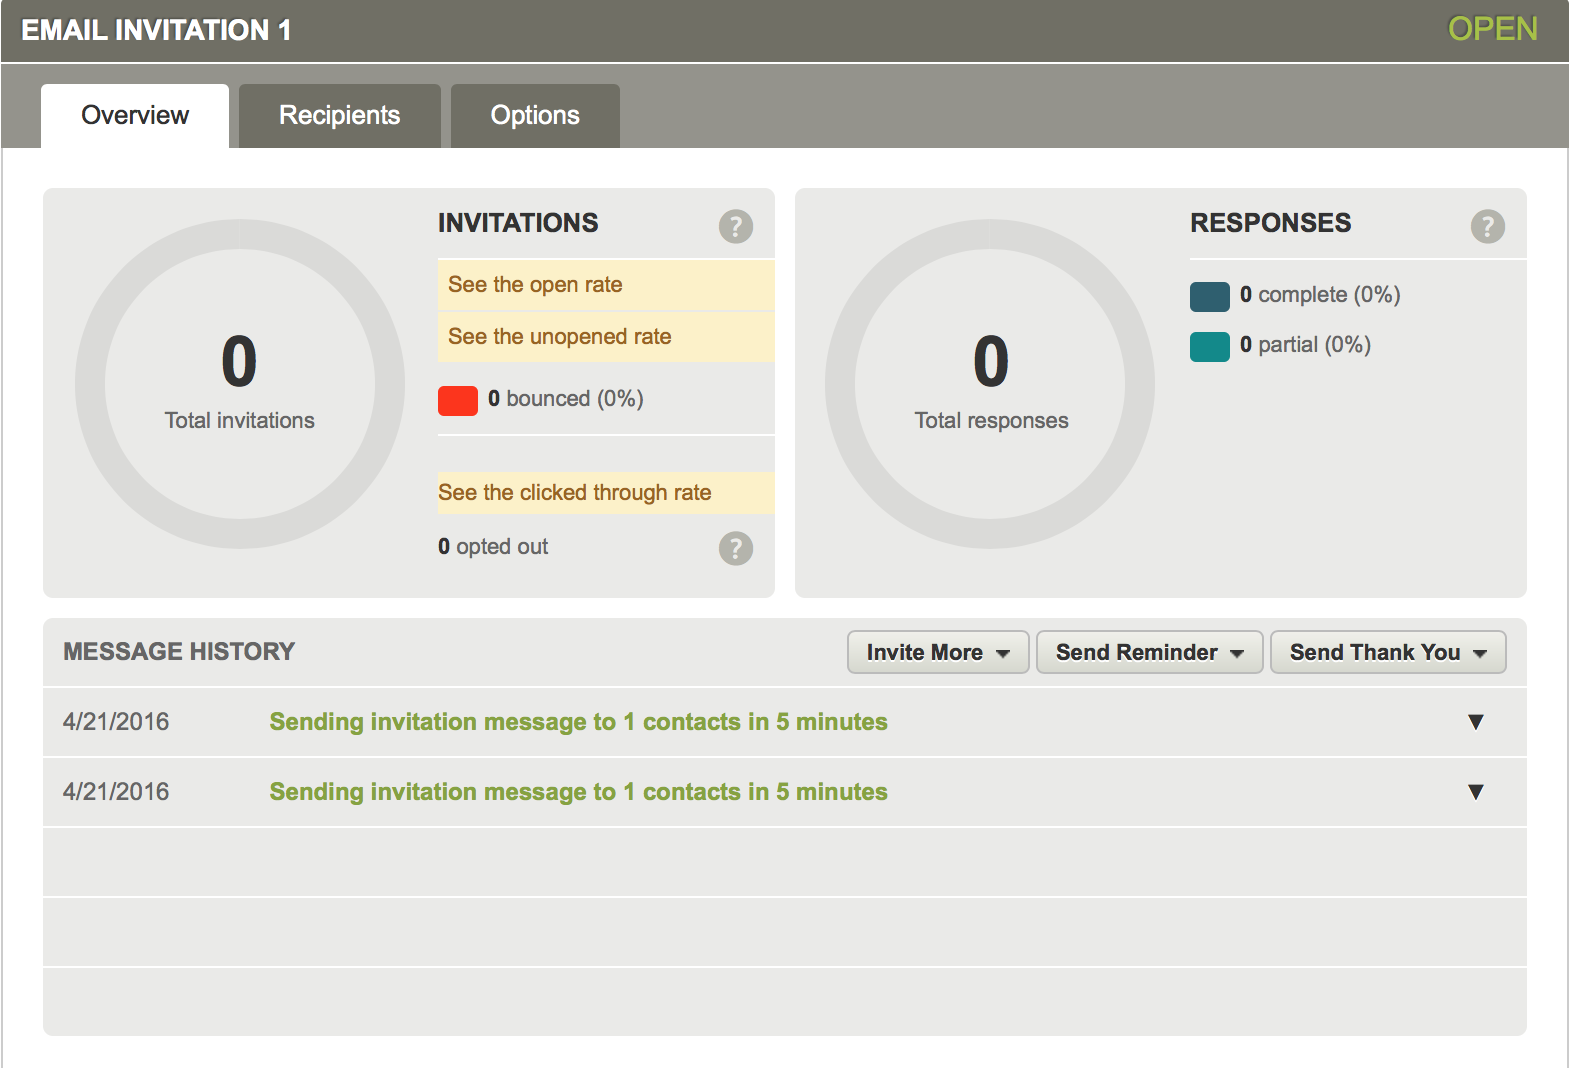 EMAIL INVITATION 1
OPEN
Overview
Recipients
Options
0
Total invitations
INVITATIONS
?
See the open rate
See the unopened rate
0 bounced (0%)
See the clicked through rate
0 opted out
?
0
Total responses
RESPONSES
?
0 complete (0%)
0 partial (0%)
MESSAGE HISTORY
Invite More
Send Reminder
Send Thank You
4/21/2016 Sending invitation message to 1 contacts in 5 minutes
4/21/2016 Sending invitation message to 1 contacts in 5 minutes